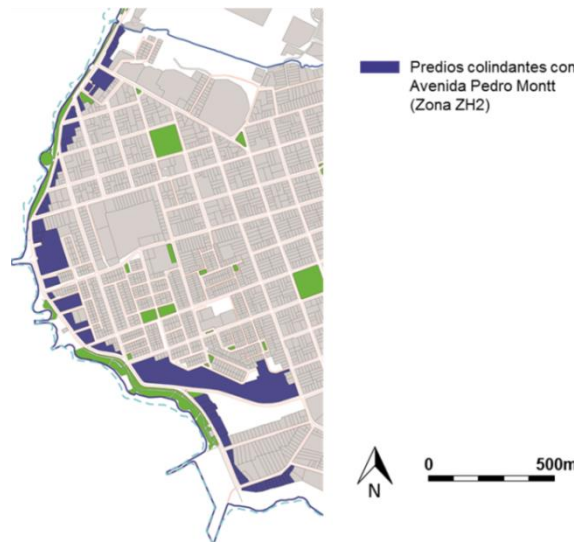 Predios colindantes con
Avenida Pedro Montt
(Zona ZH2)
N
0 500m